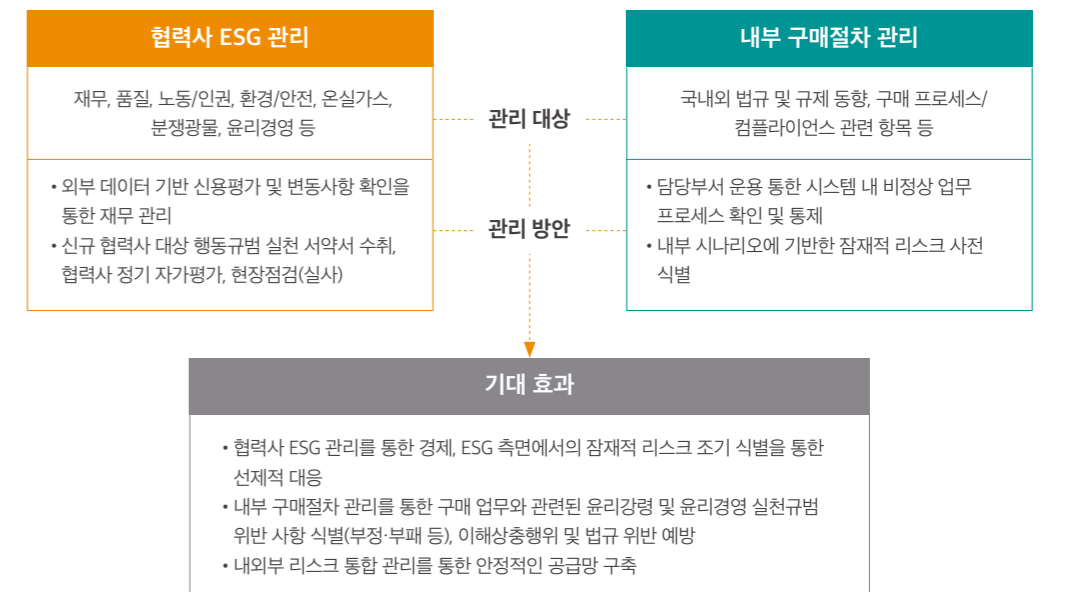 협력사 ESG 관리
재무, 품질, 노동/인권, 환경/안전, 온실가스,
분쟁광물, 윤리경영 등
• 외부 데이터 기반 신용평가 및 변동사항 확인을
통한 재무 관리
• 신규 협력사 대상 행동규범 실천 서약서 수취,
협력사 정기 자가평가, 현장점검(실사)
관리 대상
관리 방안
내부 구매절차 관리
국내외 법규 및 규제 동향, 구매 프로세스/
컴플라이언스 관련 항목 등
• 담당부서 운용 통한 시스템 내 비정상 업무
프로세스 확인 및 통제
• 내부 시나리오에 기반한 잠재적 리스크 사전
식별
기대 효과
• 협력사 ESG 관리를 통한 경제, ESG 측면에서의 잠재적 리스크 조기 식별을 통한
선제적 대응
• 내부 구매절차 관리를 통한 구매 업무와 관련된 윤리강령 및 윤리경영 실천규범
위반 사항 식별(부정·부패 등), 이해상충행위 및 법규 위반 예방
• 내외부 리스크 통합 관리를 통한 안정적인 공급망 구축